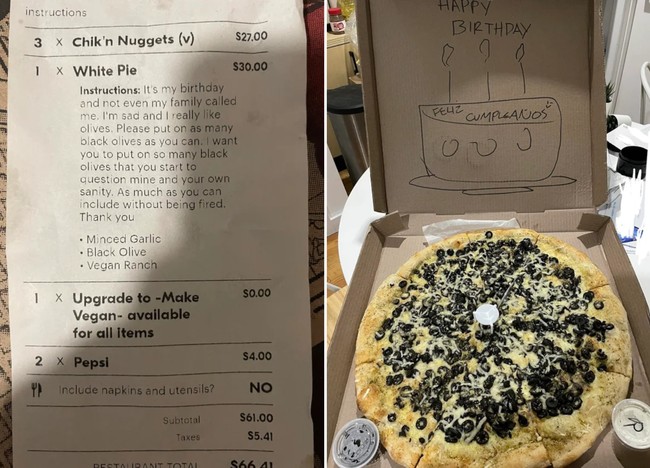 instructions
3 x Chik'n Nuggets (v) $27.00
1 x White Pie $30.00
Instructions: It's my birthday
and not even my family called
me. I'm sad and I really like
olives. Please put on as many
black olives as you can. I want
you to put on so many black
olives that you start to
question mine and your own
sanity. As much as you can
include without being fired.
Thank you
• Minced Garlic
• Black Olive
• Vegan Ranch
1 x Upgrade to -Make $0.00
Vegan- available
for all items
2 x Pepsi $4.00
Include napkins and utensils? NO
Subtotal $61.00
Taxes $5.41
RESTAURANT TOTAL $66.41
HAPPY
BIRTHDAY
FELIZ
CUMPLEAÑOS
R